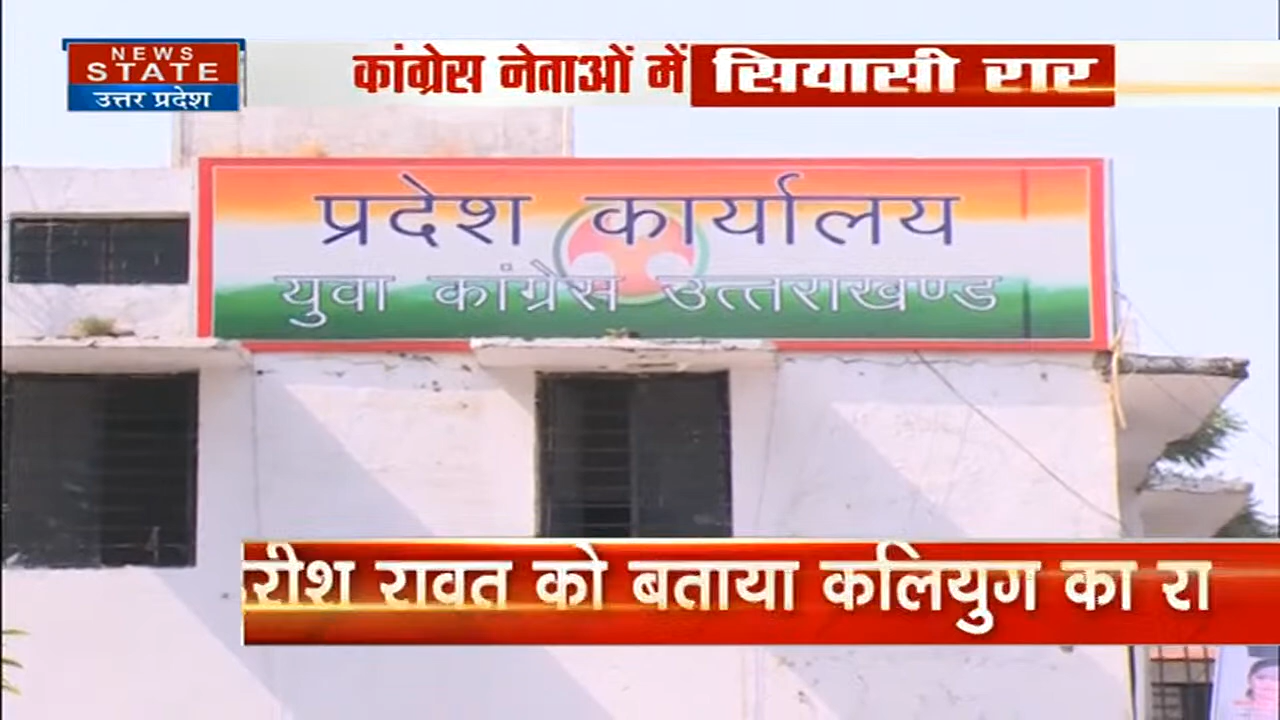 NEWS
STATE
उत्तर प्रदेश
कांग्रेस नेताओं में सियासी रार
प्रदेश कार्यालय
युवा कांग्रेस उत्तराखण्ड
रीश रावत को बताया कलियुग का रा